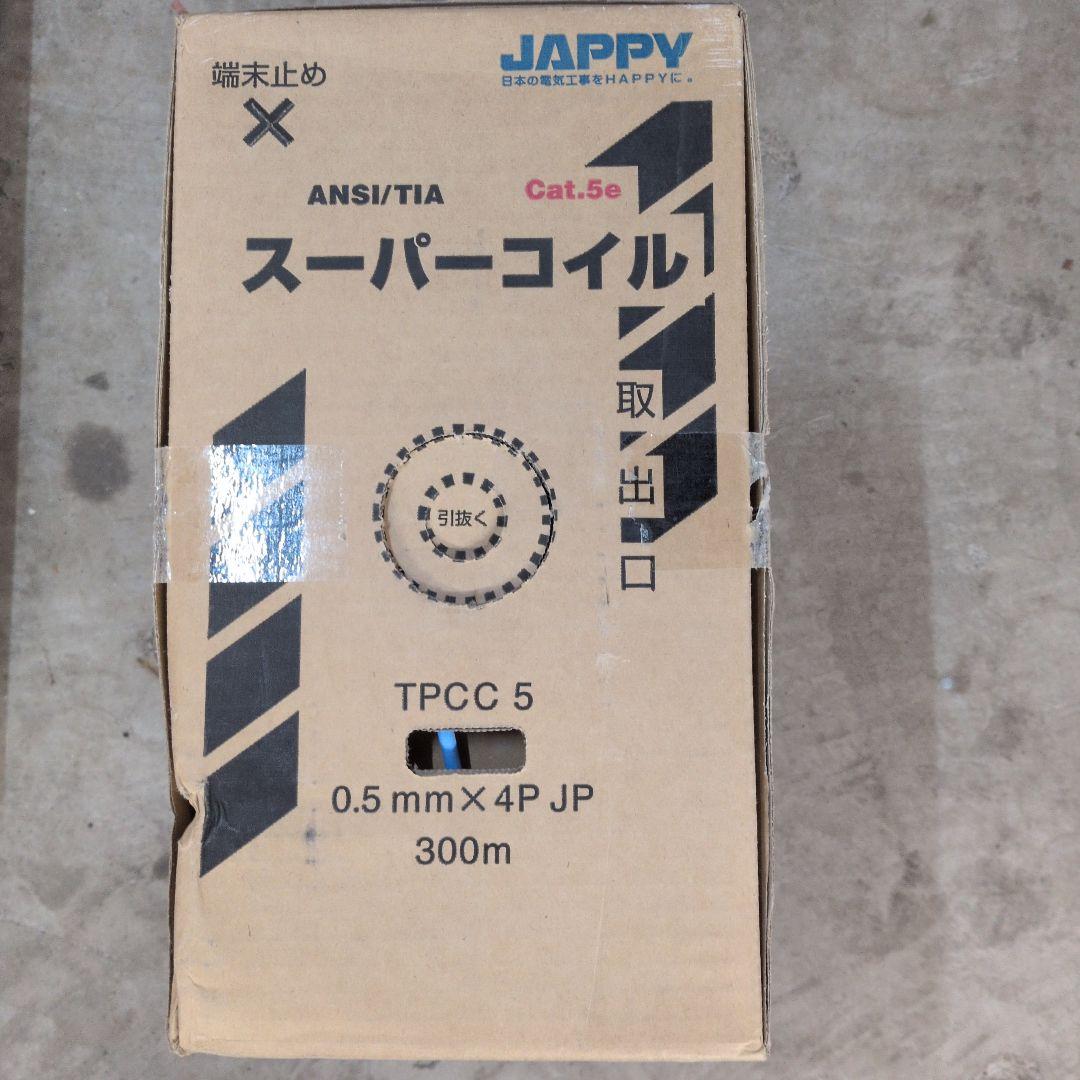 端末止め
JAPPY
日本の電気工事をHAPPYに。
ANSI/TIA
Cat.5e
スーパーコイル
取出口
引抜く
TPCC 5
0.5 mm×4P JP
300m